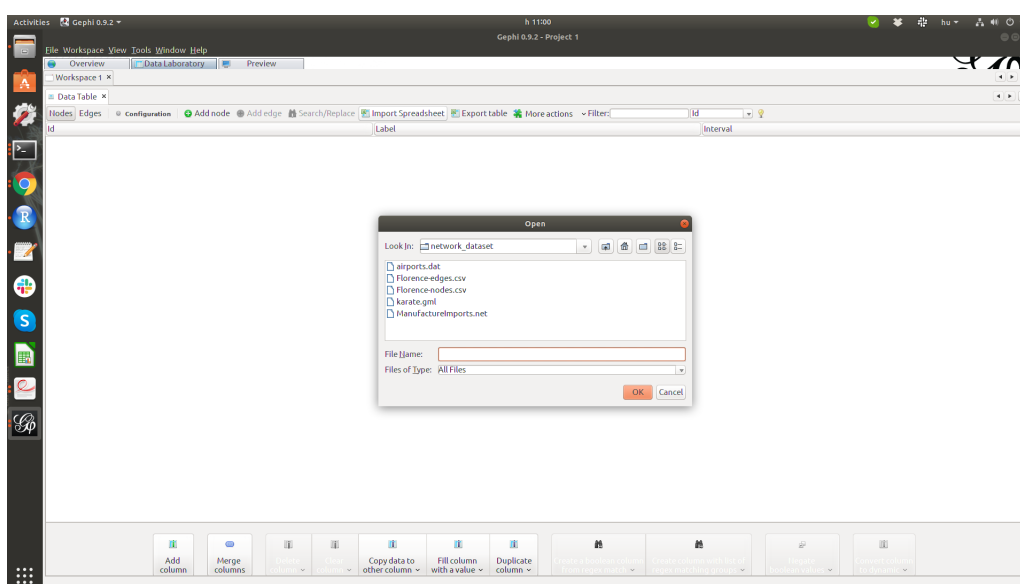 Activities Gephi 0.9.2 h 11:00 hu
Gephi 0.9.2 - Project 1
File Workspace View Tools Window Help
Overview Data Laboratory Preview
Workspace 1 ×
Data Table ×
Nodes Edges Configuration Add node Add edge Search/Replace Import Spreadsheet Export table More actions Filter: Id
Id Label Interval
Open
Look In: network_dataset
airports.dat
Florence-edges.csv
Florence-nodes.csv
karate.gml
ManufactureImports.net
File Name:
Files of Type: All Files
OK Cancel
Add column
Merge columns
Copy data to other column
Fill column with a value
Duplicate column